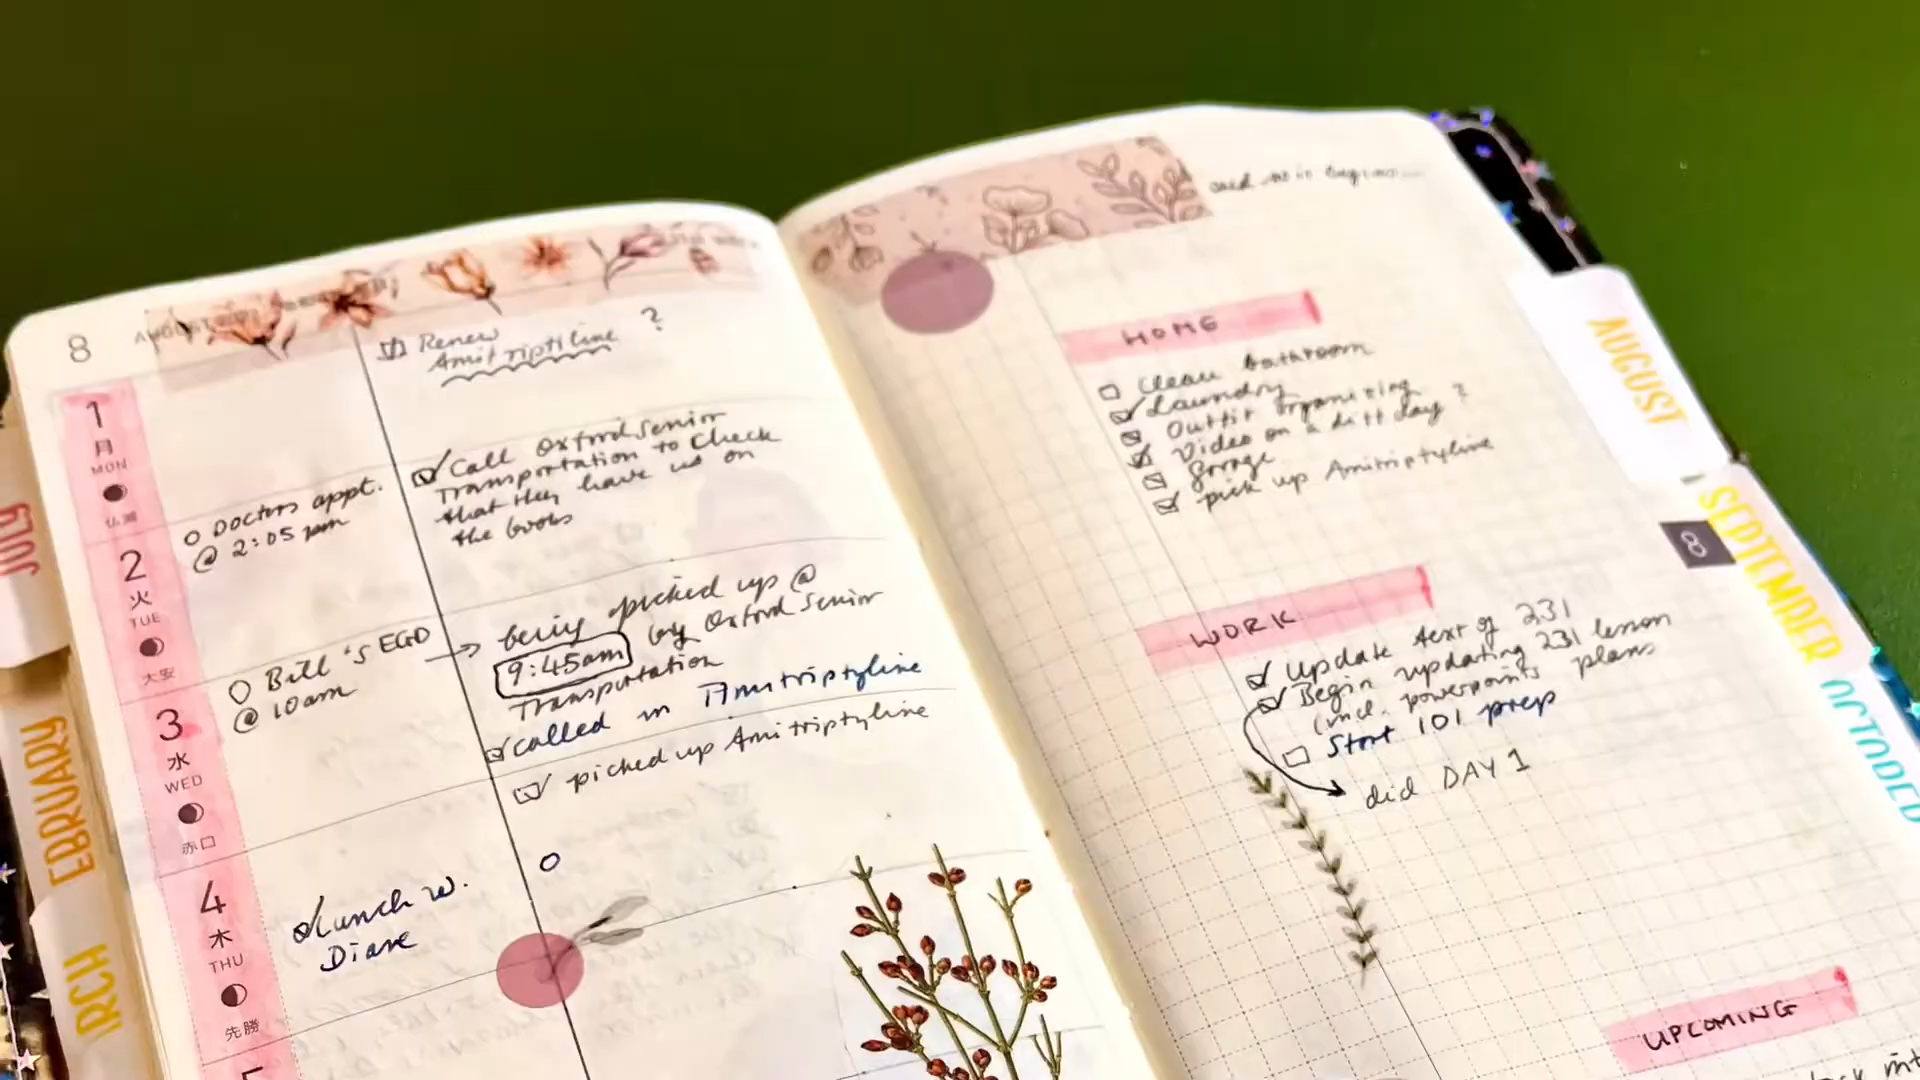 8
Renew
Amitriptiline ?
1
月
MON
仏滅
Doctors appt.
@ 2:05 pm
Call Oxford Senior
Transportation to check
that they have us on
the books
2
火
TUE
大安
Bill's EGD
@ 10am
→ being picked up @
9:45am by Oxford Senior
Transportation
called in Amitriptyline
3
水
WED
赤口
picked up Amitriptyline
4
木
THU
先勝
Lunch w.
Diane
JULY
EBRUARY
RCH
HOME
Clean bathroom
Laundry
Outfit organizing
Video on a diff day ?
garage
pick up Amitriptyline
WORK
Update text of 231
Begin updating 231 lesson
(incl. powerpoints plans
Start 101 prep
did DAY 1
UPCOMING
AUGUST
8
SEPTEMBER
OCTOBER